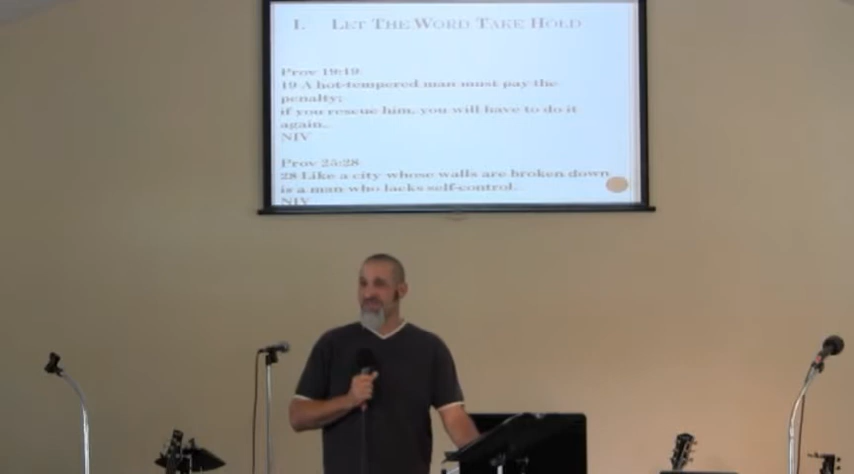 I. LET THE WORD TAKE HOLD
Prov 19:19
19 A hot-tempered man must pay the
penalty;
if you rescue him, you will have to do it
again..
NIV
Prov 25:28
28 Like a city whose walls are broken down
is a man who lacks self-control.
NIV